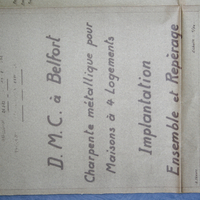 D.M.C. à Belfort
Charpente métallique pour
Maisons à 4 Logements
Implantation
Ensemble et Repérage